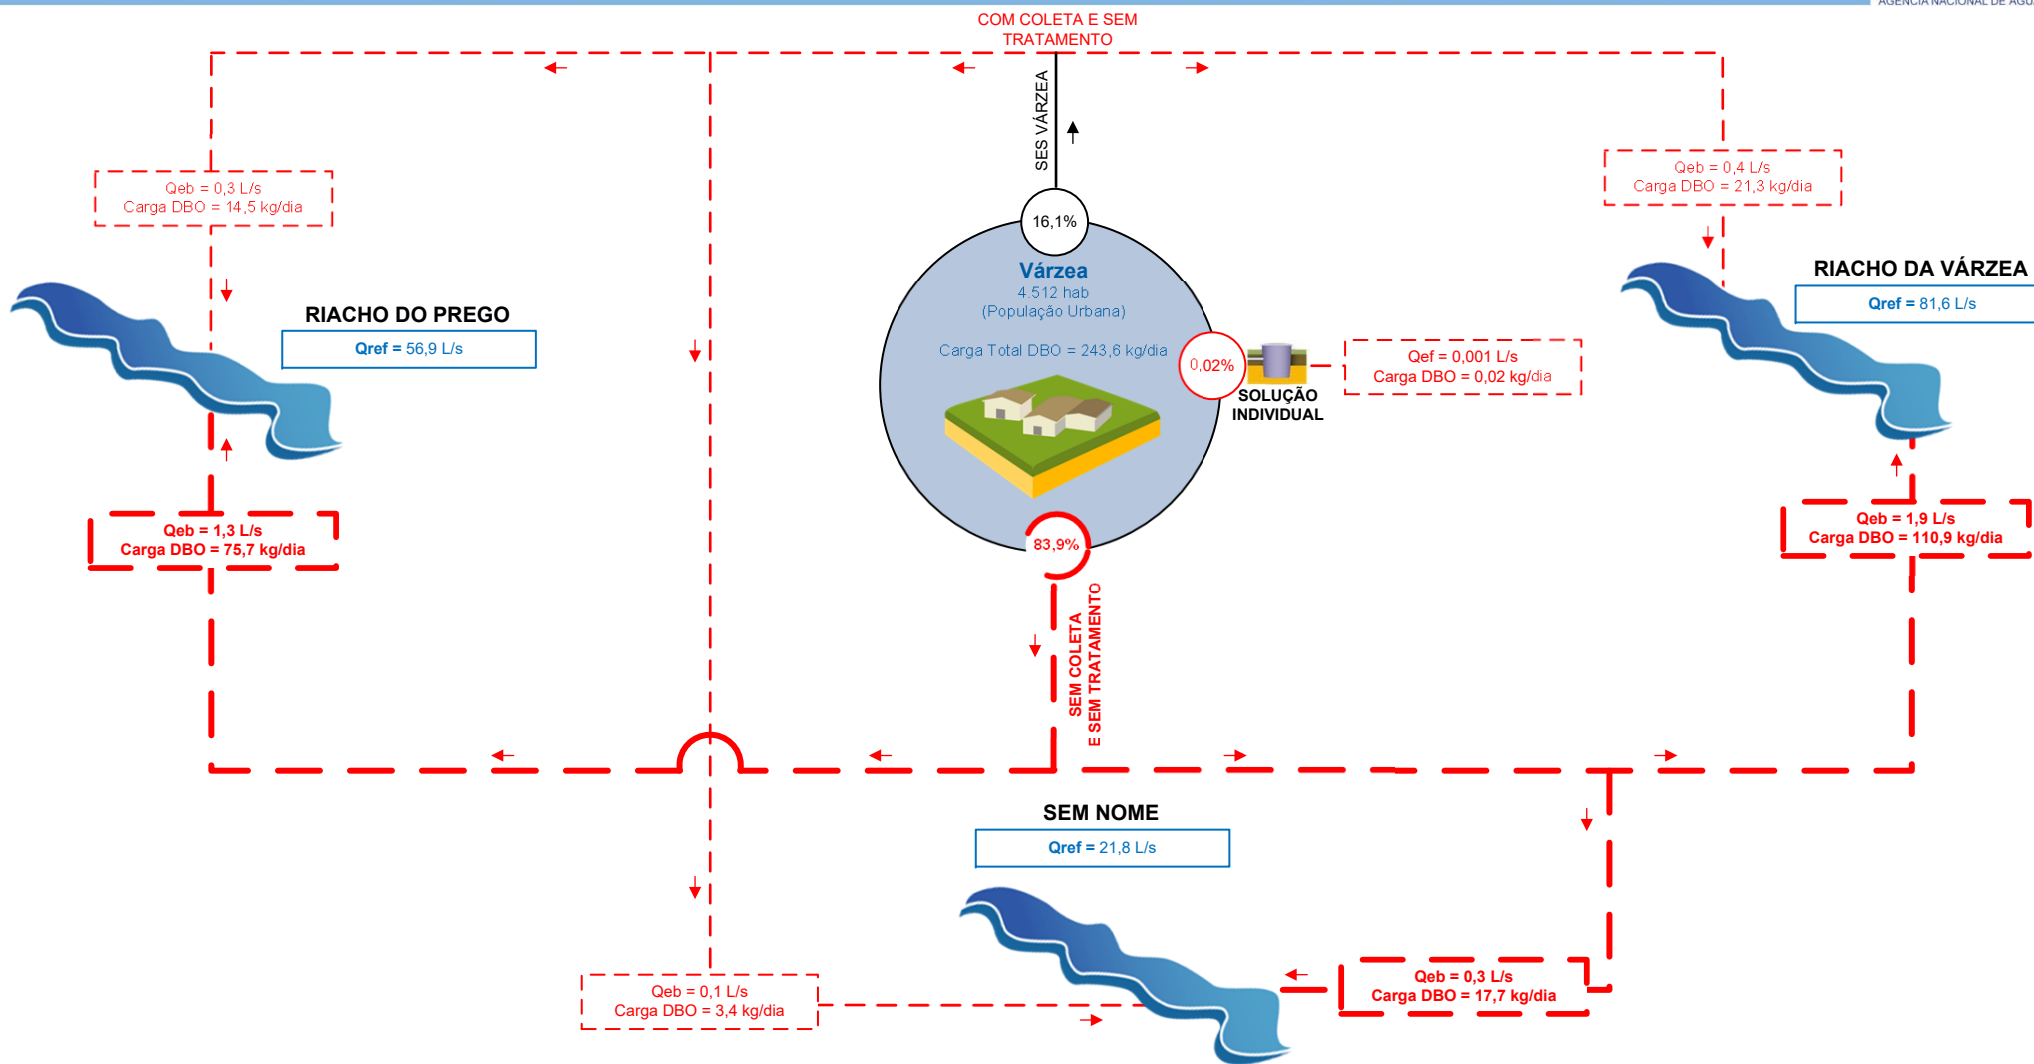 AGÊNCIA NACIONAL DE ÁGU
COM COLETA E SEM
TRATAMENTO
SES VÁRZEA
Qeb = 0,3 L/s
Carga DBO = 14,5 kg/dia
Qeb = 0,4 L/s
Carga DBO = 21,3 kg/dia
16,1%
Várzea
4.512 hab
(População Urbana)
Carga Total DBO = 243,6 kg/dia
RIACHO DO PREGO
Qref = 56,9 L/s
RIACHO DA VÁRZEA
Qref = 81,6 L/s
0,02%
SOLUÇÃO
INDIVIDUAL
Qef = 0,001 L/s
Carga DBO = 0,02 kg/dia
Qeb = 1,3 L/s
Carga DBO = 75,7 kg/dia
83,9%
Qeb = 1,9 L/s
Carga DBO = 110,9 kg/dia
SEM COLETA
E SEM TRATAMENTO
SEM NOME
Qref = 21,8 L/s
Qeb = 0,1 L/s
Carga DBO = 3,4 kg/dia
Qeb = 0,3 L/s
Carga DBO = 17,7 kg/dia